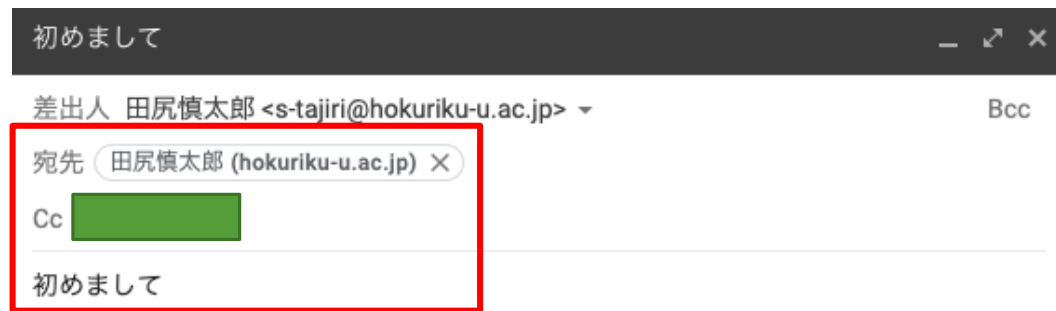 初めまして
差出人 田尻慎太郎 <s-tajiri@hokuriku-u.ac.jp> Bcc
宛先 田尻慎太郎 (hokuriku-u.ac.jp)
Cc
初めまして